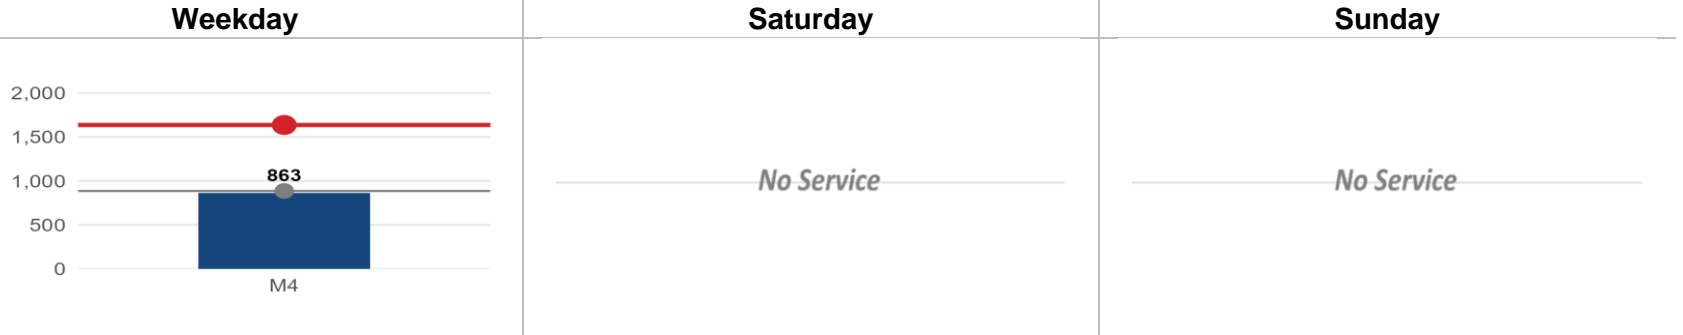 Weekday
Saturday
Sunday
2,000
1,500
1,000
500
0
863
M4
No Service
No Service